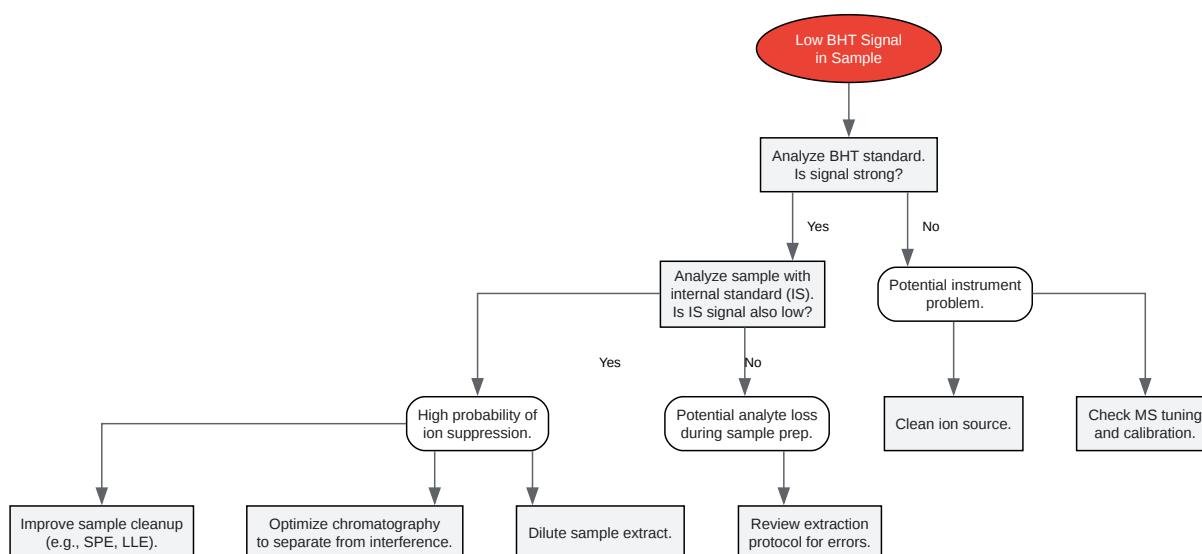 Low BHT Signal
in Sample
Analyze BHT standard.
Is signal strong?
Yes
No
Analyze sample with
internal standard (IS).
Is IS signal also low?
Potential instrument
problem.
Yes
No
High probability of
ion suppression.
Potential analyte loss
during sample prep.
Clean ion source.
Check MS tuning
and calibration.
Improve sample cleanup
(e.g., SPE, LLE).
Optimize chromatography
to separate from interference.
Dilute sample extract.
Review extraction
protocol for errors.